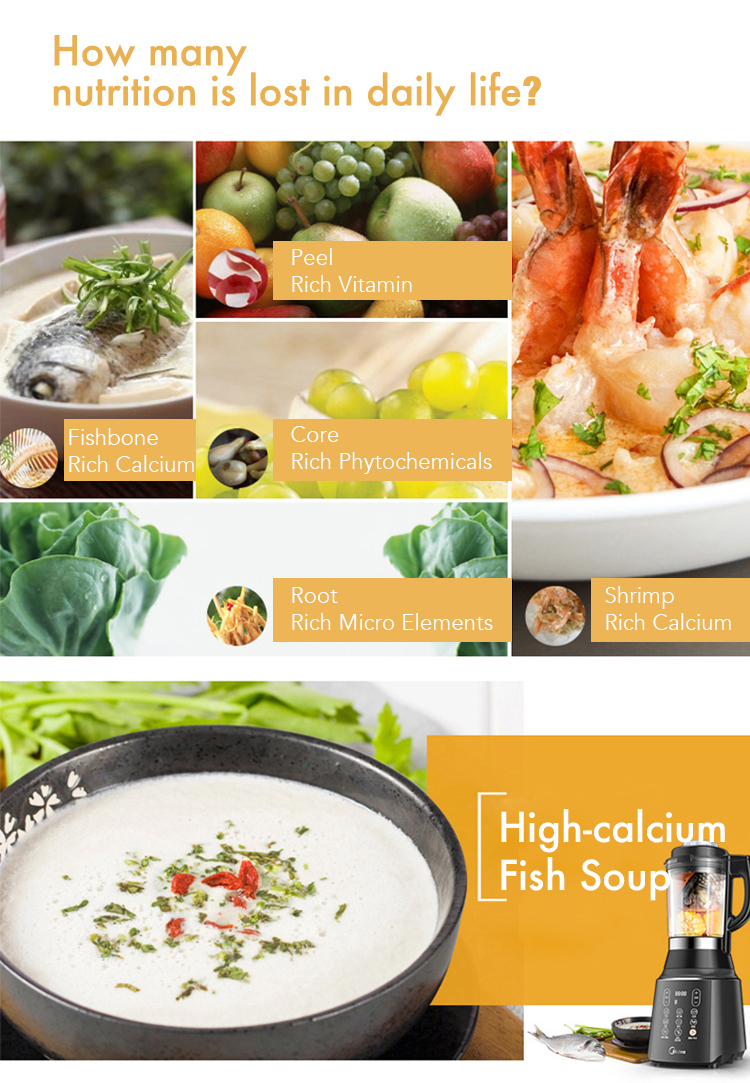 How many
nutrition is lost in daily life?
Peel
Rich Vitamin
Fishbone
Rich Calcium
Core
Rich Phytochemicals
Root
Rich Micro Elements
Shrimp
Rich Calcium
High-calcium
Fish Soup
Midea